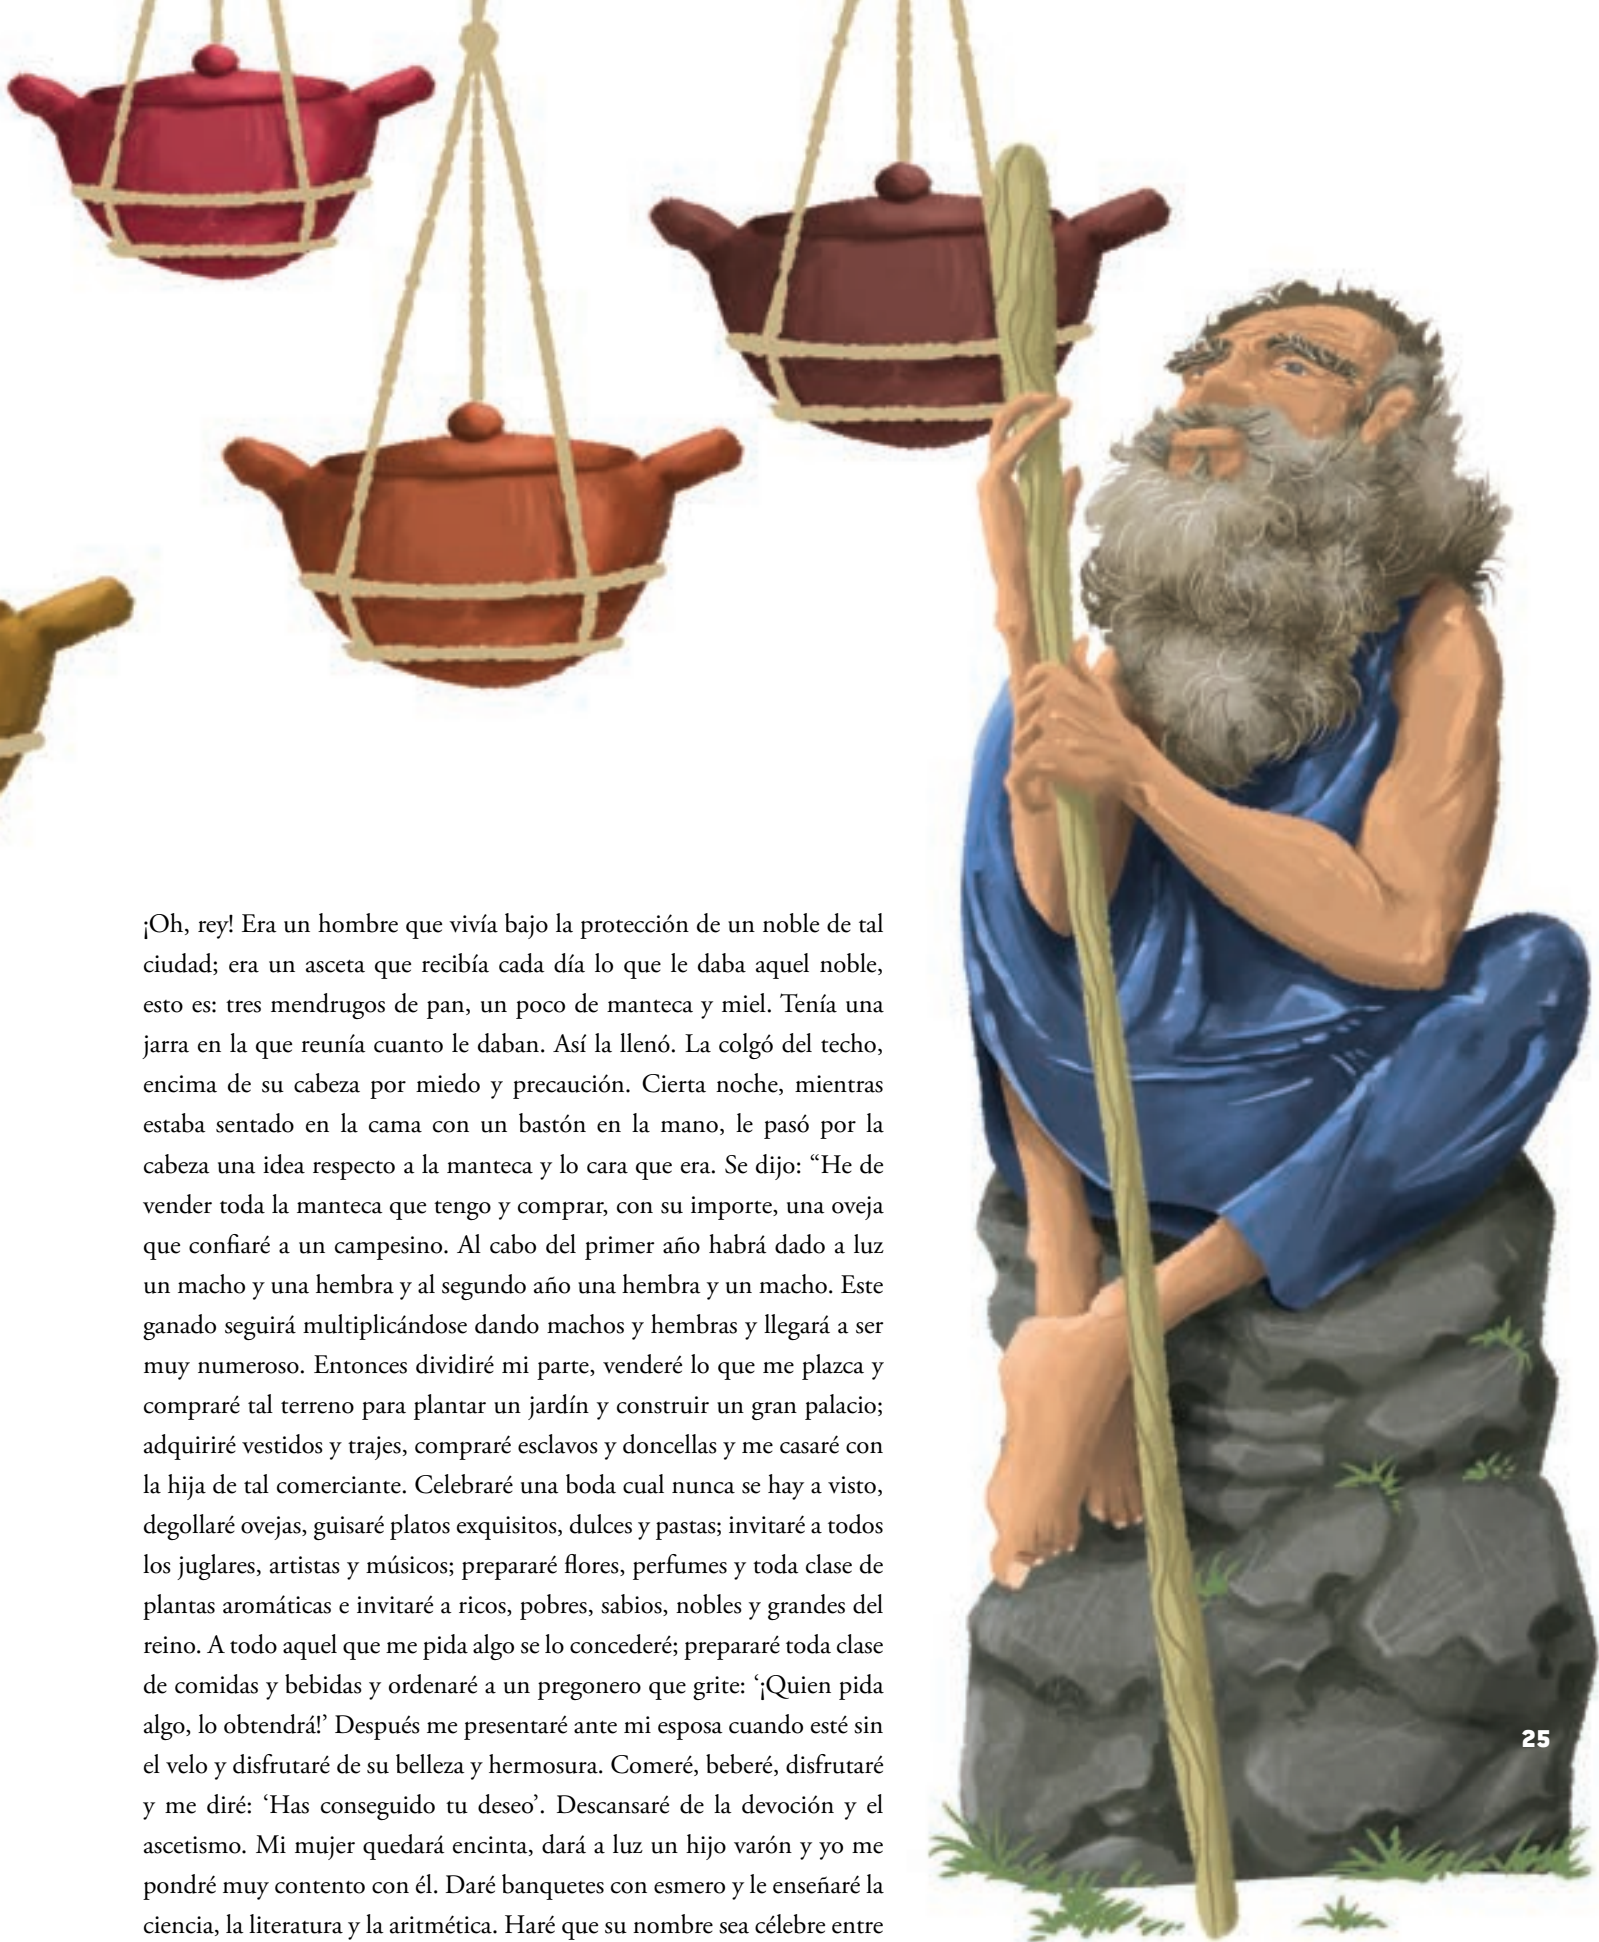 ¡Oh, rey! Era un hombre que vivía bajo la protección de un noble de tal
ciudad; era un asceta que recibía cada día lo que le daba aquel noble,
esto es: tres mendrugos de pan, un poco de manteca y miel. Tenía una
jarra en la que reunía cuanto le daban. Así la llenó. La colgó del techo,
encima de su cabeza por miedo y precaución. Cierta noche, mientras
estaba sentado en la cama con un bastón en la mano, le pasó por la
cabeza una idea respecto a la manteca y lo cara que era. Se dijo: “He de
vender toda la manteca que tengo y comprar, con su importe, una oveja
que confiaré a un campesino. Al cabo del primer año habrá dado a luz
un macho y una hembra y al segundo año una hembra y un macho. Este
ganado seguirá multiplicándose dando machos y hembras y llegará a ser
muy numeroso. Entonces dividiré mi parte, venderé lo que me plazca y
compraré tal terreno para plantar un jardín y construir un gran palacio;
adquiriré vestidos y trajes, compraré esclavos y doncellas y me casaré con
la hija de tal comerciante. Celebraré una boda cual nunca se hay a visto,
degollaré ovejas, guisaré platos exquisitos, dulces y pastas; invitaré a todos
los juglares, artistas y músicos; prepararé flores, perfumes y toda clase de
plantas aromáticas e invitaré a ricos, pobres, sabios, nobles y grandes del
reino. A todo aquel que me pida algo se lo concederé; prepararé toda clase
de comidas y bebidas y ordenaré a un pregonero que grite: ‘¡Quien pida
algo, lo obtendrá!’ Después me presentaré ante mi esposa cuando esté sin
el velo y disfrutaré de su belleza y hermosura. Comeré, beberé, disfrutaré
y me diré: ‘Has conseguido tu deseo’. Descansaré de la devoción y el
ascetismo. Mi mujer quedará encinta, dará a luz un hijo varón y yo me
pondré muy contento con él. Daré banquetes con esmero y le enseñaré la
ciencia, la literatura y la aritmética. Haré que su nombre sea célebre entre
25